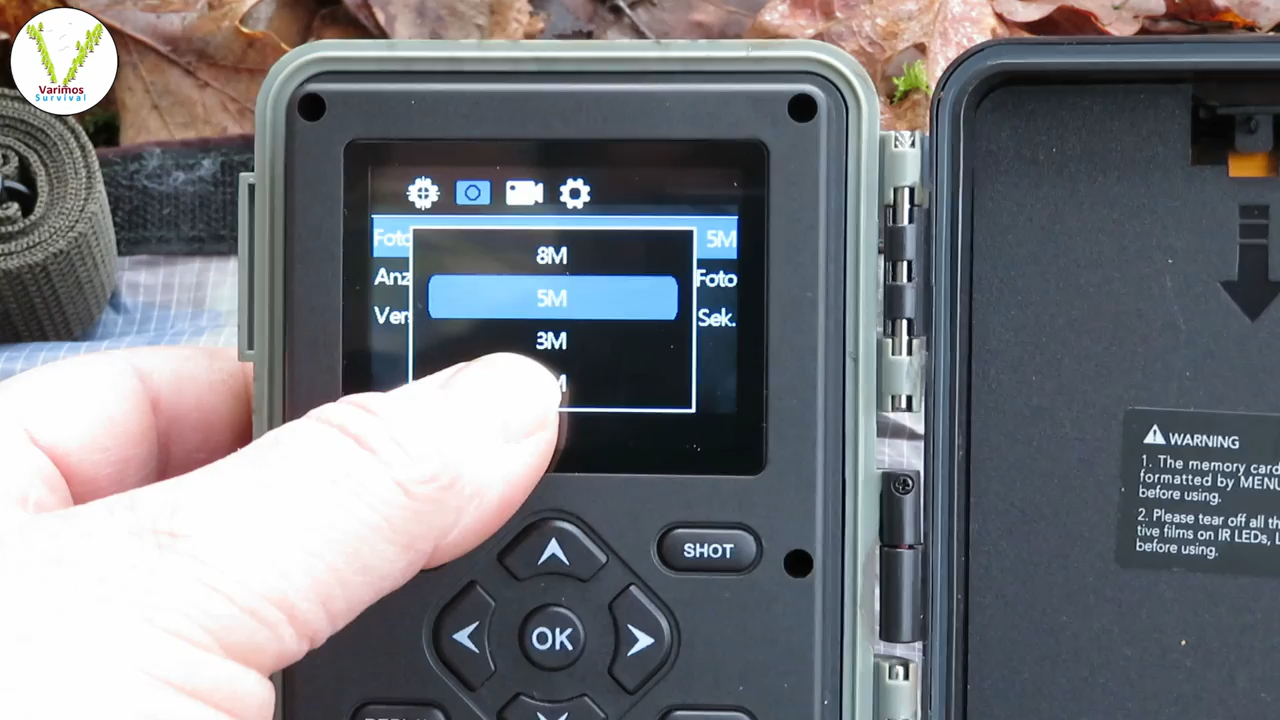 Varimos
Survival
Foto 5M
8M
5M
3M
M
Foto
Sek.
SHOT
OK
WARNING
1. The memory card
formatted by MENU
before using.
2. Please tear off all th
tive films on IR LEDs, L
before using.